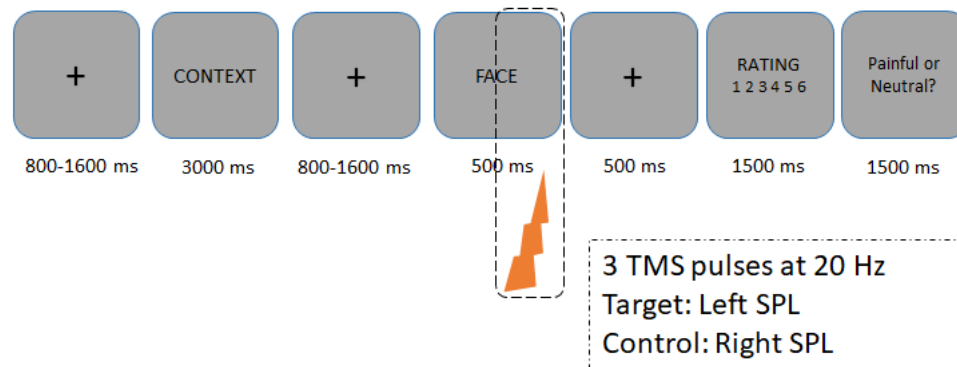 +
CONTEXT
+
FACE
+
RATING
1 2 3 4 5 6
Painful or
Neutral?
800-1600 ms
3000 ms
800-1600 ms
500 ms
500 ms
1500 ms
1500 ms
3 TMS pulses at 20 Hz
Target: Left SPL
Control: Right SPL